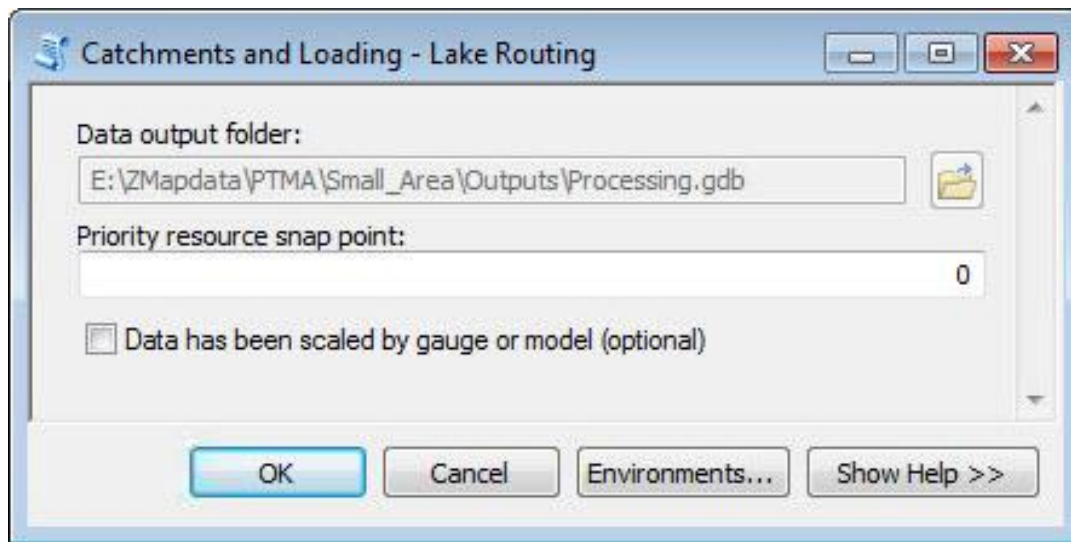 Catchments and Loading - Lake Routing
Data output folder:
E:\ZMapdata\PTMA\Small_Area\Outputs\Processing.gdb
Priority resource snap point:
0
Data has been scaled by gauge or model (optional)
OK Cancel Environments... Show Help >>